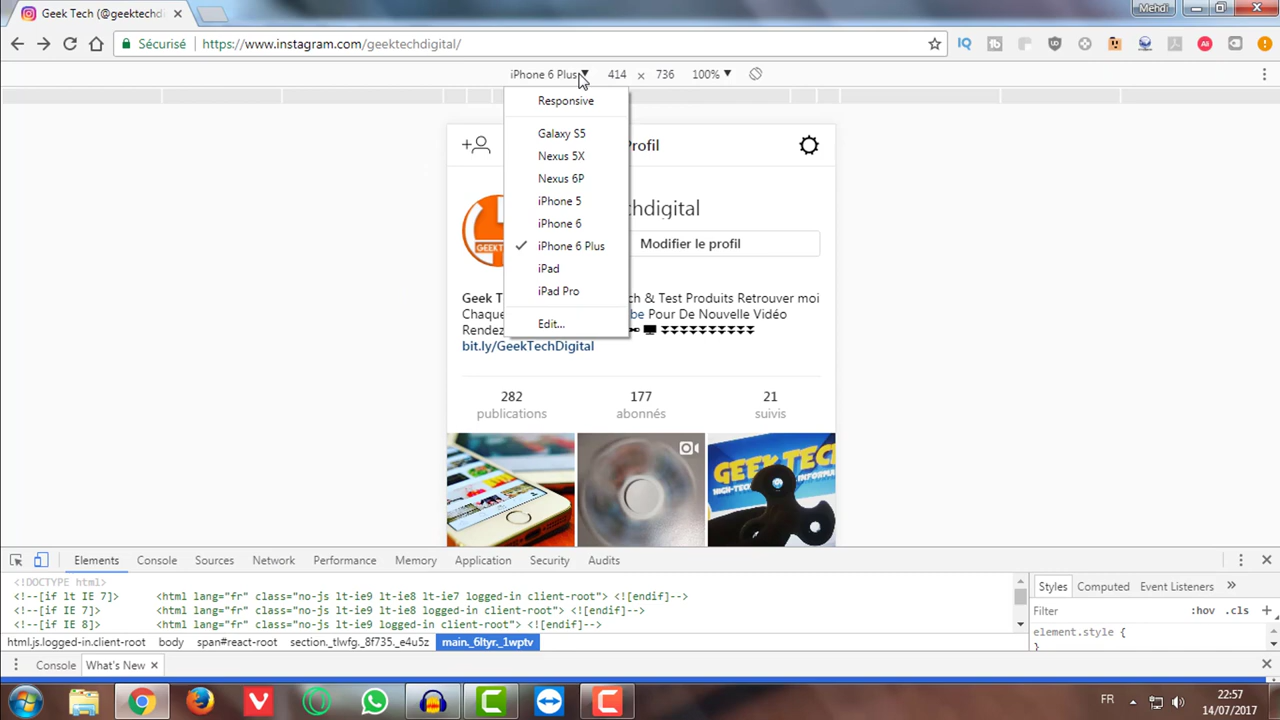 Geek Tech (@geektechdi
Mehdi
Sécurisé https://www.instagram.com/geektechdigital/
iPhone 6 Plus 414 × 736 100%
Responsive
Galaxy S5
Nexus 5X
Nexus 6P
iPhone 5
iPhone 6
iPhone 6 Plus
iPad
iPad Pro
Edit...
Profil
chdigital
Modifier le profil
GEEK
Geek T ch & Test Produits Retrouver moi
Chaque be Pour De Nouvelle Vidéo
Rendez
bit.ly/GeekTechDigital
282 177 21
publications abonnés suivis
GEEK TEC
HIGH-TEC INFORM
Elements Console Sources Network Performance Memory Application Security Audits
<!DOCTYPE html>
<!--[if lt IE 7]> <html lang="fr" class="no-js lt-ie9 lt-ie8 lt-ie7 logged-in client-root"> <![endif]-->
<!--[if IE 7]> <html lang="fr" class="no-js lt-ie9 lt-ie8 logged-in client-root"> <![endif]-->
<!--[if IE 8]> <html lang="fr" class="no-js lt-ie9 logged-in client-root"> <![endif]-->
html.js.logged-in.client-root body span#react-root section._tlwfg._8f735._e4u5z main._6ltyr._1wptv
Styles Computed Event Listeners »
Filter :hov .cls +
element.style {
}
Console What's New ×
FR
22:57
14/07/2017